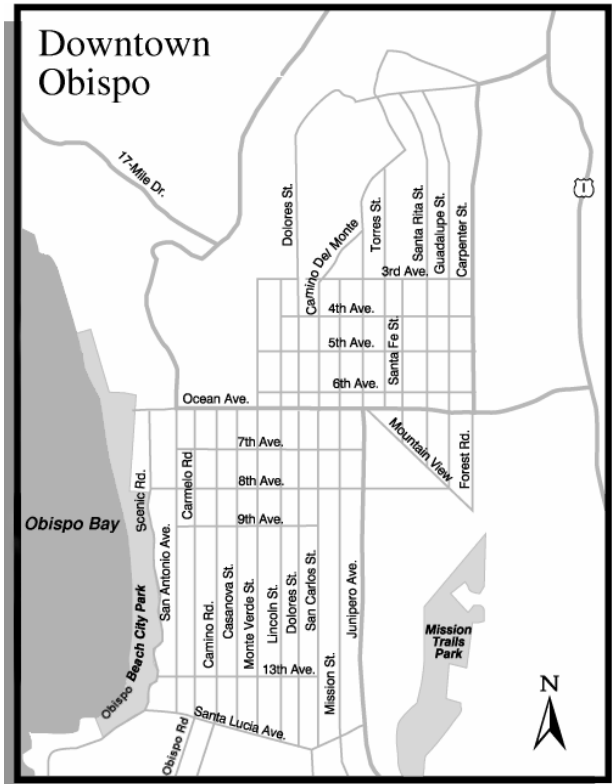 Downtown
Obispo
17-Mile Dr.
1
Dolores St.
Camino Del Monte
Torres St.
Santa Rita St.
Guadalupe St.
Carpenter St.
3rd Ave.
4th Ave.
5th Ave.
Santa Fe St.
6th Ave.
Ocean Ave.
Mountain View
Forest Rd.
7th Ave.
8th Ave.
9th Ave.
Scenic Rd.
Carmelo Rd
Obispo Bay
San Antonio Ave.
Camino Rd.
Casanova St.
Monte Verde St.
Lincoln St.
Dolores St.
San Carlos St.
Mission St.
Junipero Ave.
13th Ave.
Obispo Beach City Park
Mission
Trails
Park
Santa Lucia Ave.
Obispo Rd
N